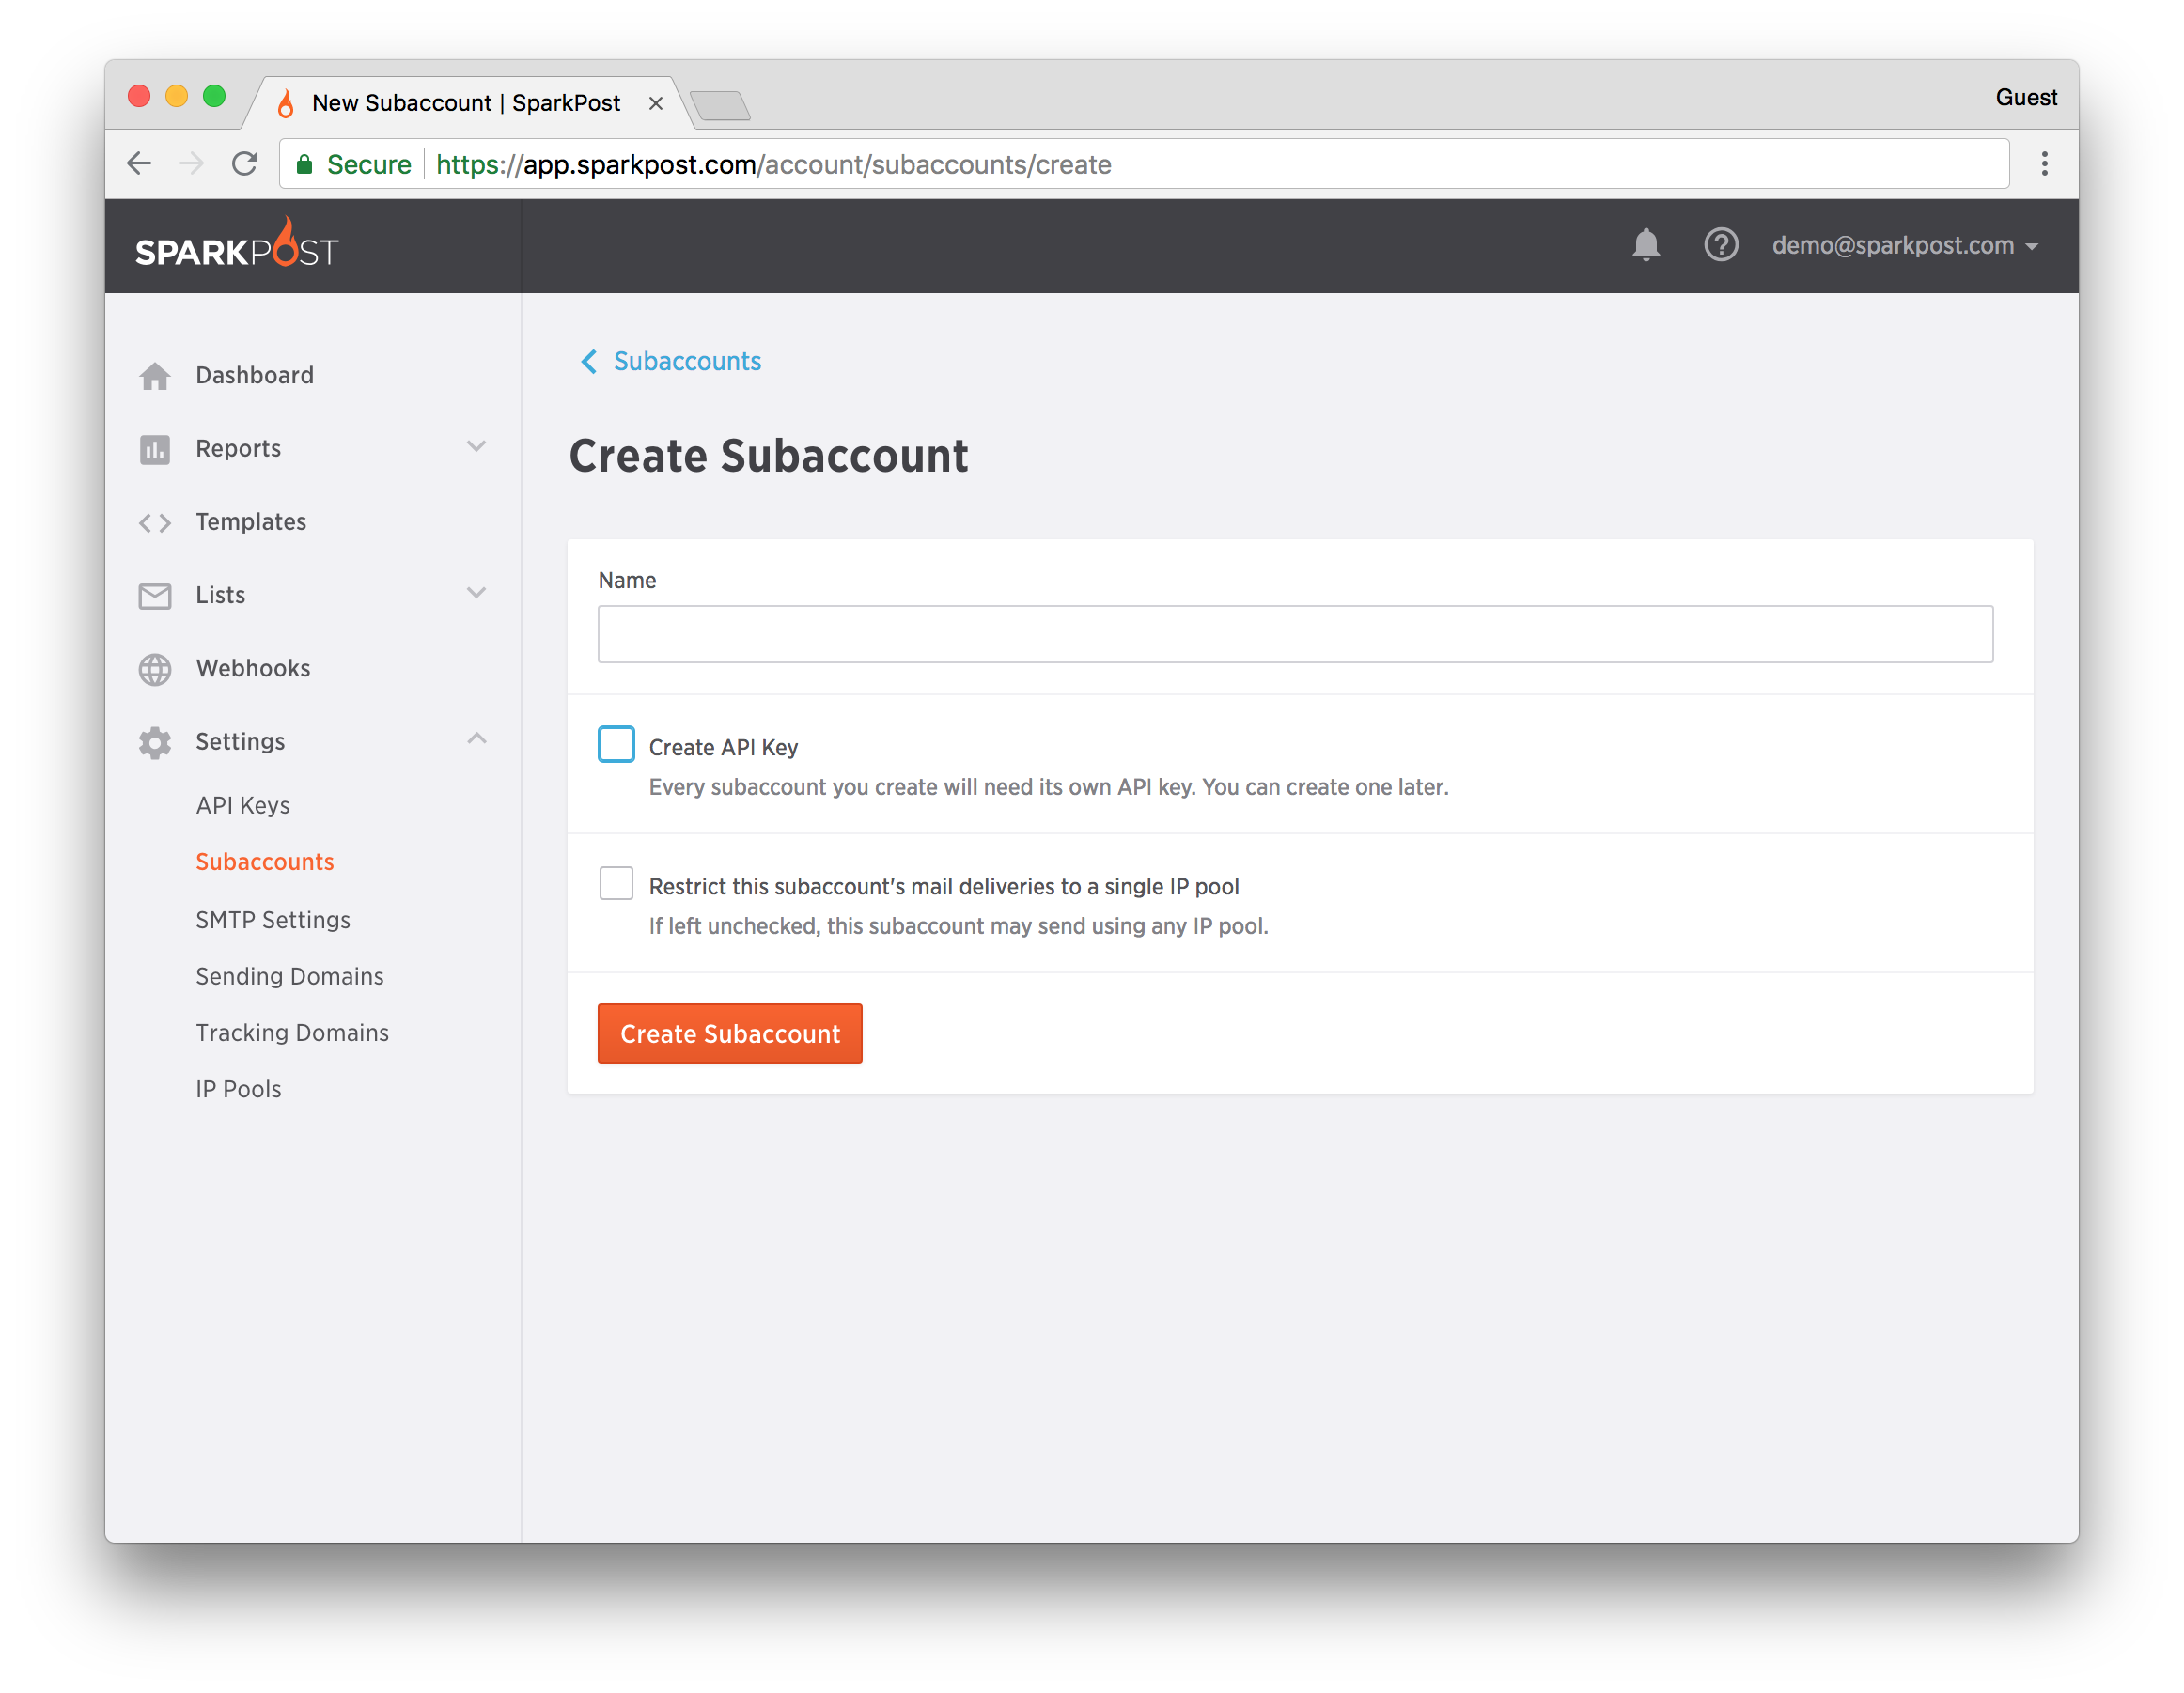 New Subaccount | SparkPost
Guest
Secure
https://app.sparkpost.com/account/subaccounts/create
SPARKPOST
demo@sparkpost.com
Dashboard
Reports
Templates
Lists
Webhooks
Settings
API Keys
Subaccounts
SMTP Settings
Sending Domains
Tracking Domains
IP Pools
Subaccounts
Create Subaccount
Name
Create API Key
Every subaccount you create will need its own API key. You can create one later.
Restrict this subaccount's mail deliveries to a single IP pool
If left unchecked, this subaccount may send using any IP pool.
Create Subaccount